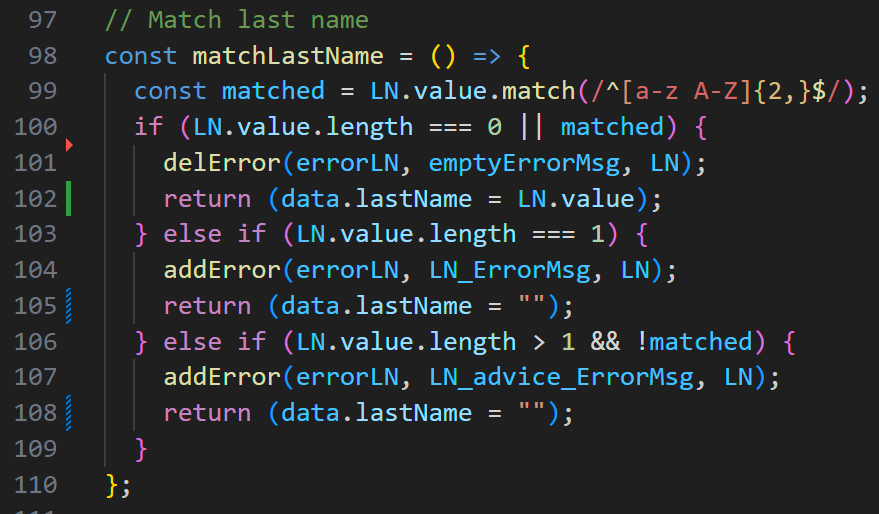 97 // Match last name
98 const matchLastName = () => {
99 const matched = LN.value.match(/^[a-z A-Z]{2,}$/);
100 if (LN.value.length === 0 || matched) {
101 delError(errorLN, emptyErrorMsg, LN);
102 return (data.lastName = LN.value);
103 } else if (LN.value.length === 1) {
104 addError(errorLN, LN_ErrorMsg, LN);
105 return (data.lastName = "");
106 } else if (LN.value.length > 1 && !matched) {
107 addError(errorLN, LN_advice_ErrorMsg, LN);
108 return (data.lastName = "");
109 }
110 };